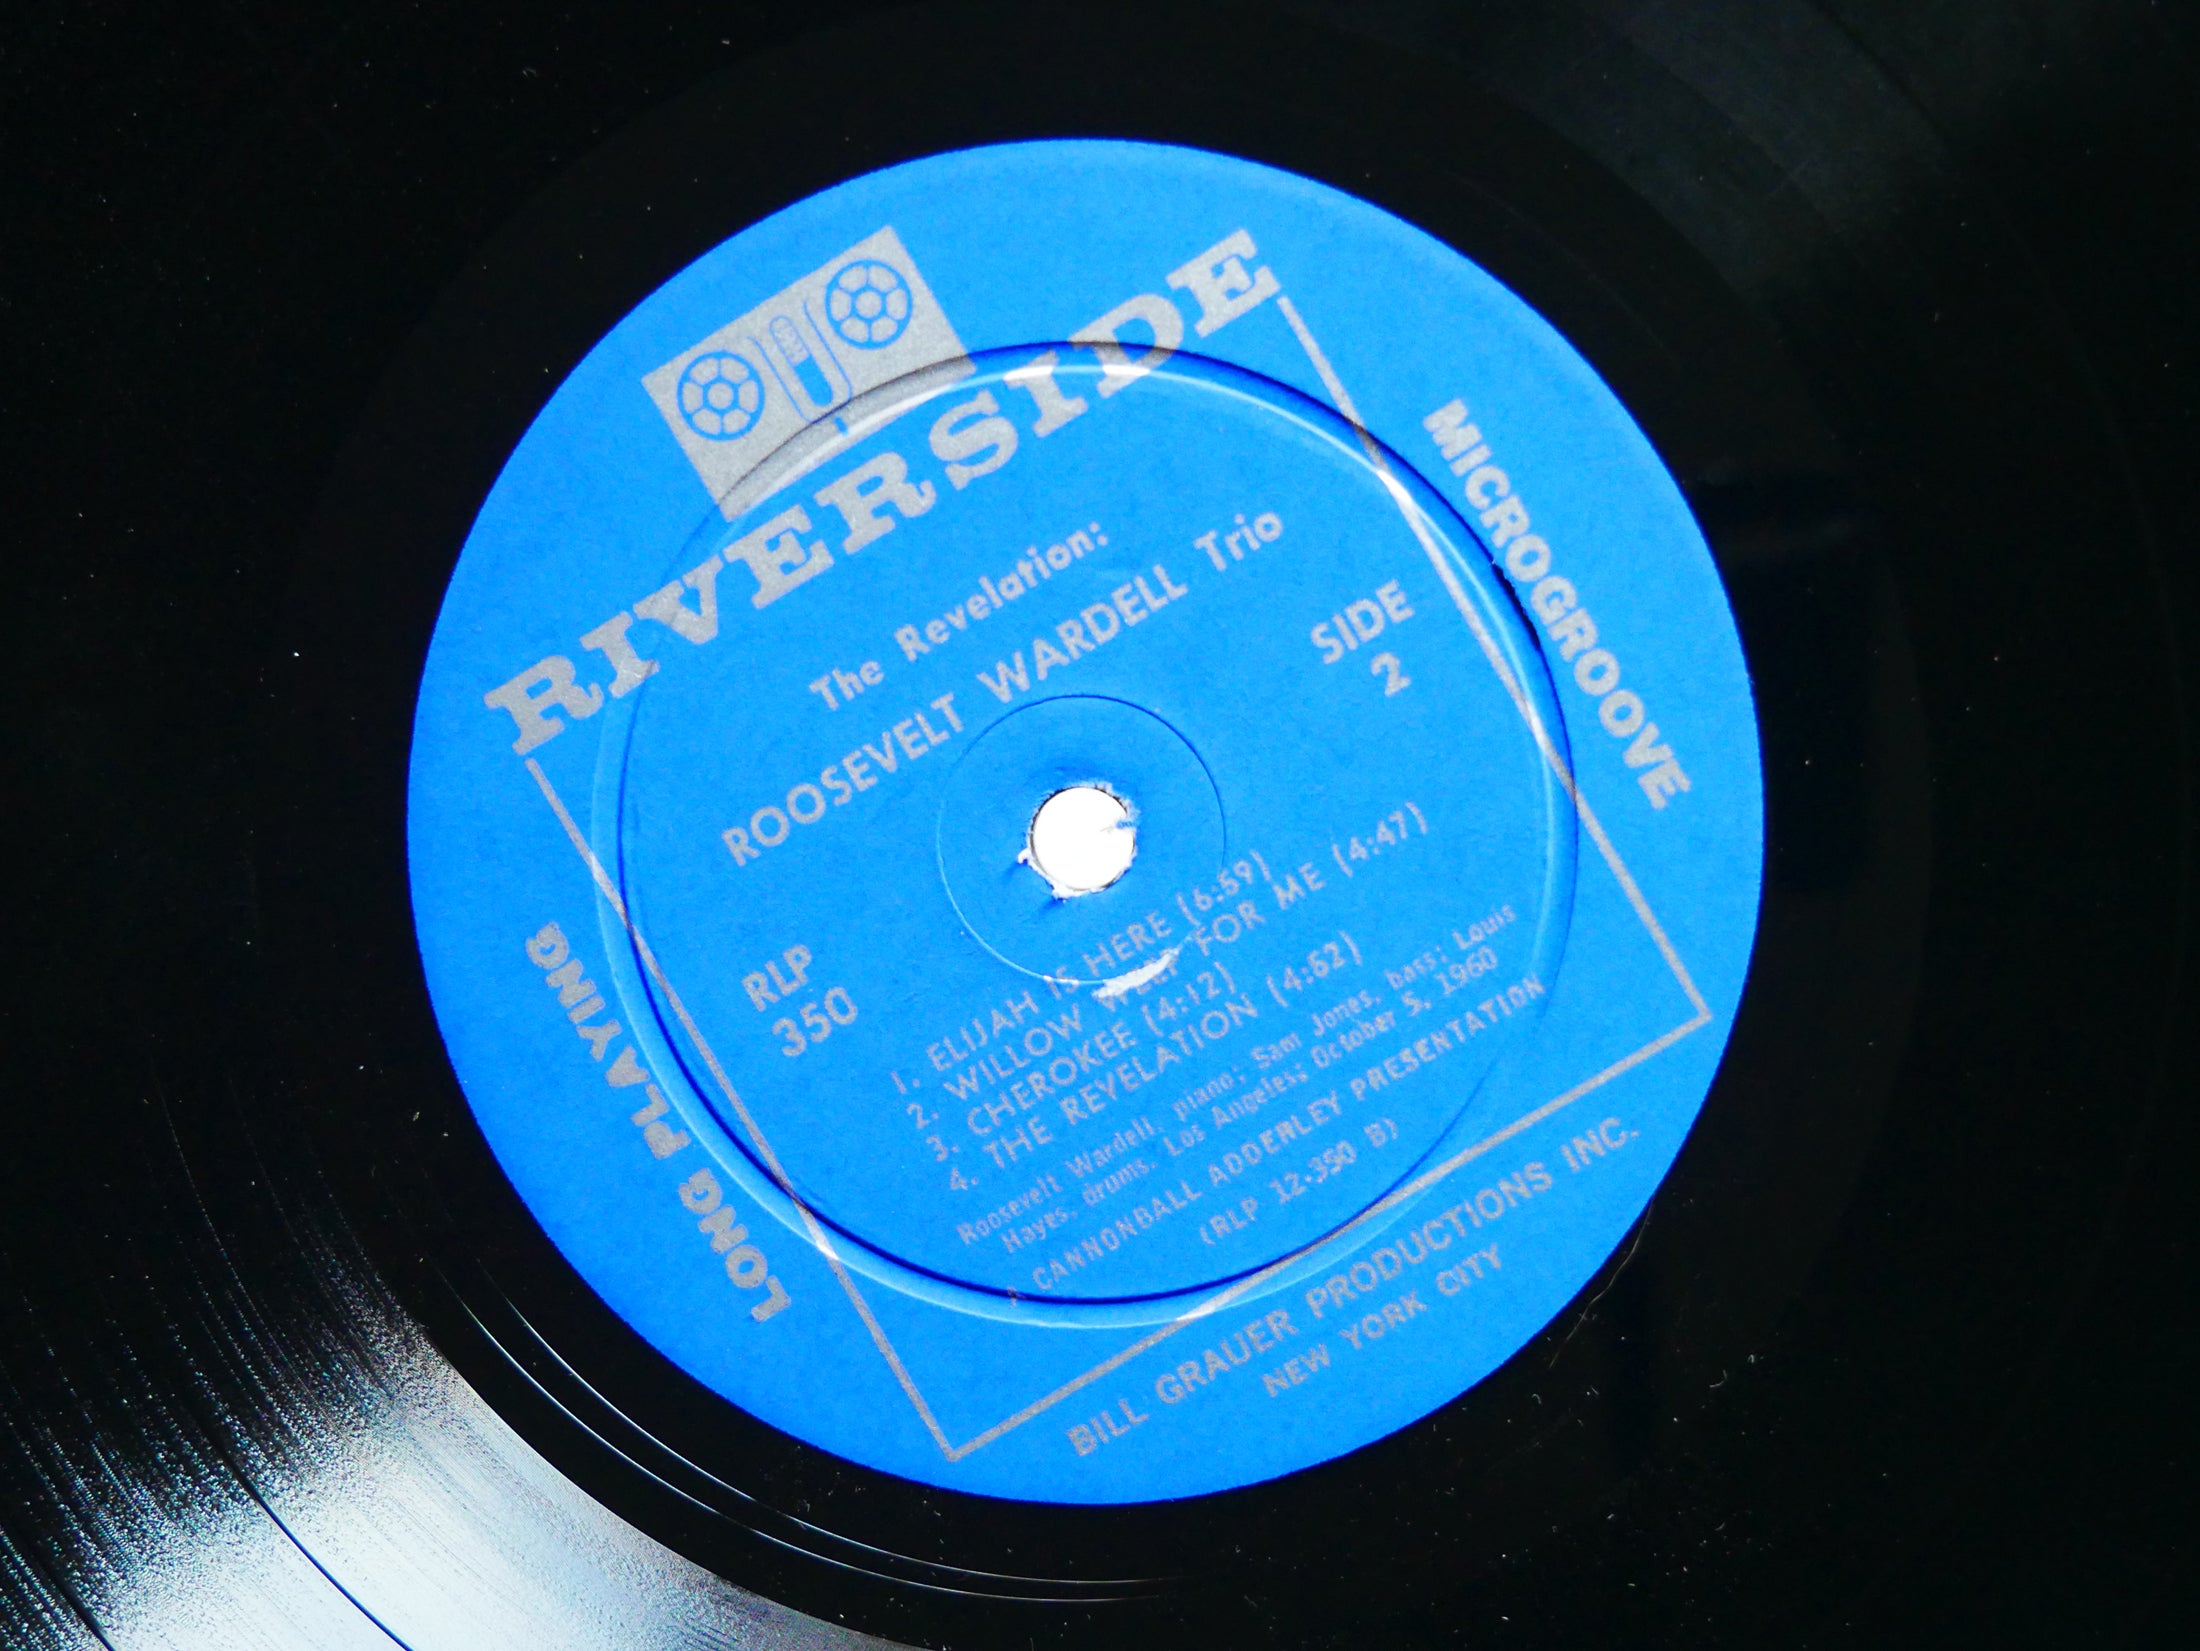 RIVERSIDE
The Revelation:
ROOSEVELT WARDELL Trio
SIDE
2
RLP
350
1. ELIJAH IS HERE (6:59)
2. WILLOW WEEP FOR ME (4:47)
3. CHEROKEE (4:12)
4. THE REVELATION (4:52)
Roosevelt Wardell, piano; Sam Jones, bass; Louis
Hayes, drums. Los Angeles; October 5, 1960
A CANNONBALL ADDERLEY PRESENTATION
(RLP 12-350 B)
LONG PLAYING
MICROGROOVE
BILL GRAUER PRODUCTIONS INC.
NEW YORK CITY